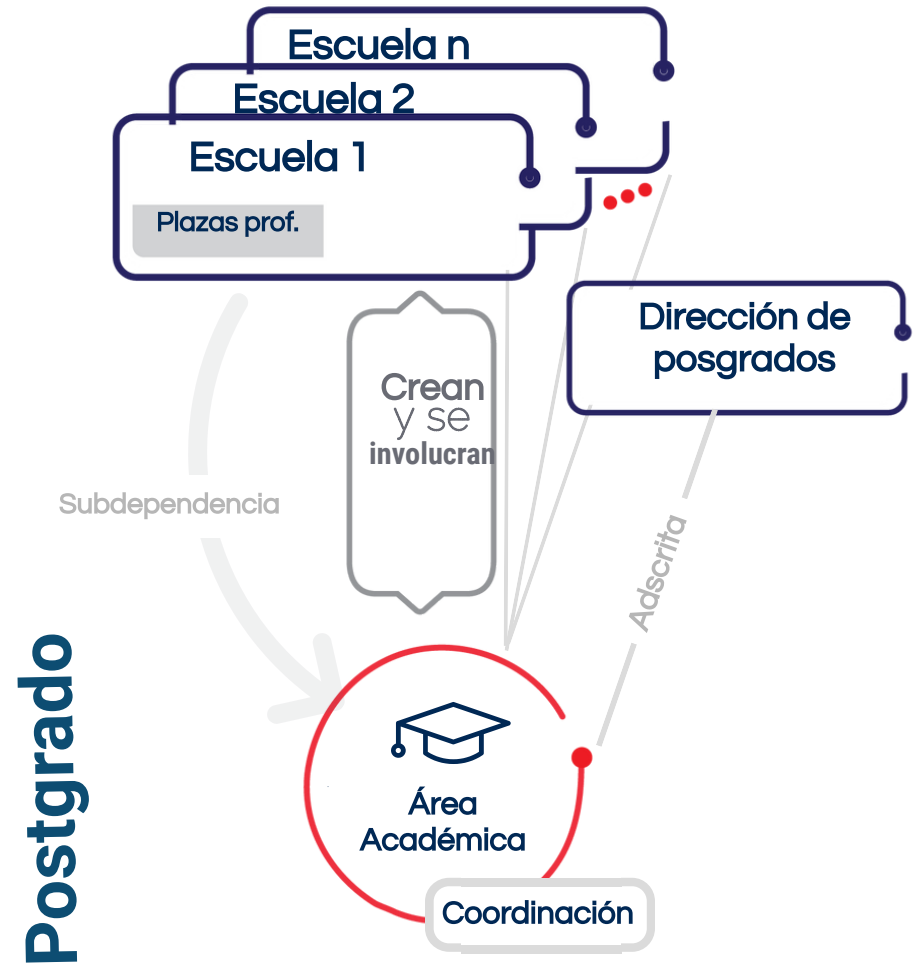 Escuela n
Escuela 2
Escuela 1
Plazas prof.
Dirección de
posgrados
Crean
y se
involucran
Subdependencia
Adscrita
Postgrado
Área
Académica
Coordinación